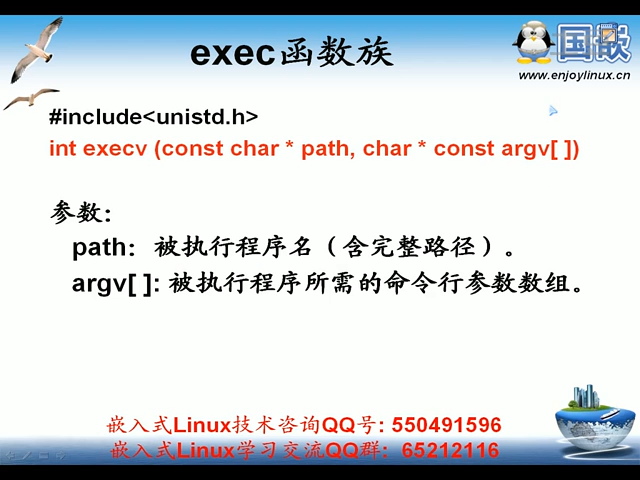 exec函数族
国嵌
www.enjoylinux.cn
#include<unistd.h>
int execv (const char * path, char * const argv[ ])
参数:
path: 被执行程序名（含完整路径）。
argv[ ]: 被执行程序所需的命令行参数数组。
嵌入式Linux技术咨询QQ号: 550491596
嵌入式Linux学习交流QQ群: 65212116